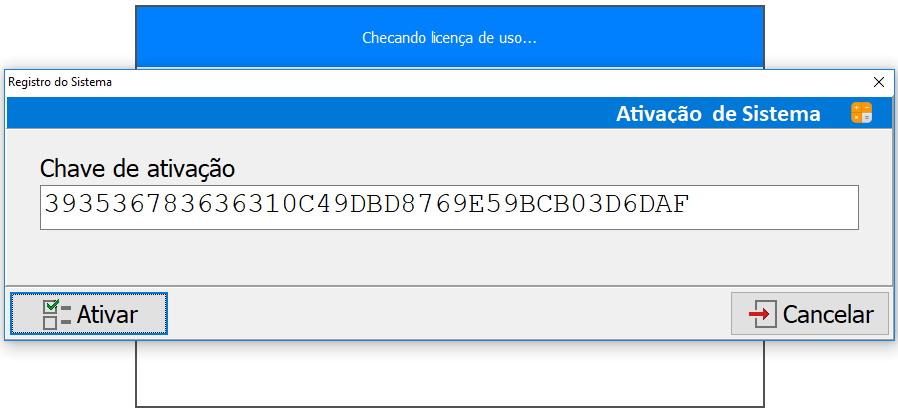 Checando licença de uso...
Registro do Sistema
Ativação de Sistema
Chave de ativação
393536783636310C49DBD8769E59BCB03D6DAF
Ativar
Cancelar